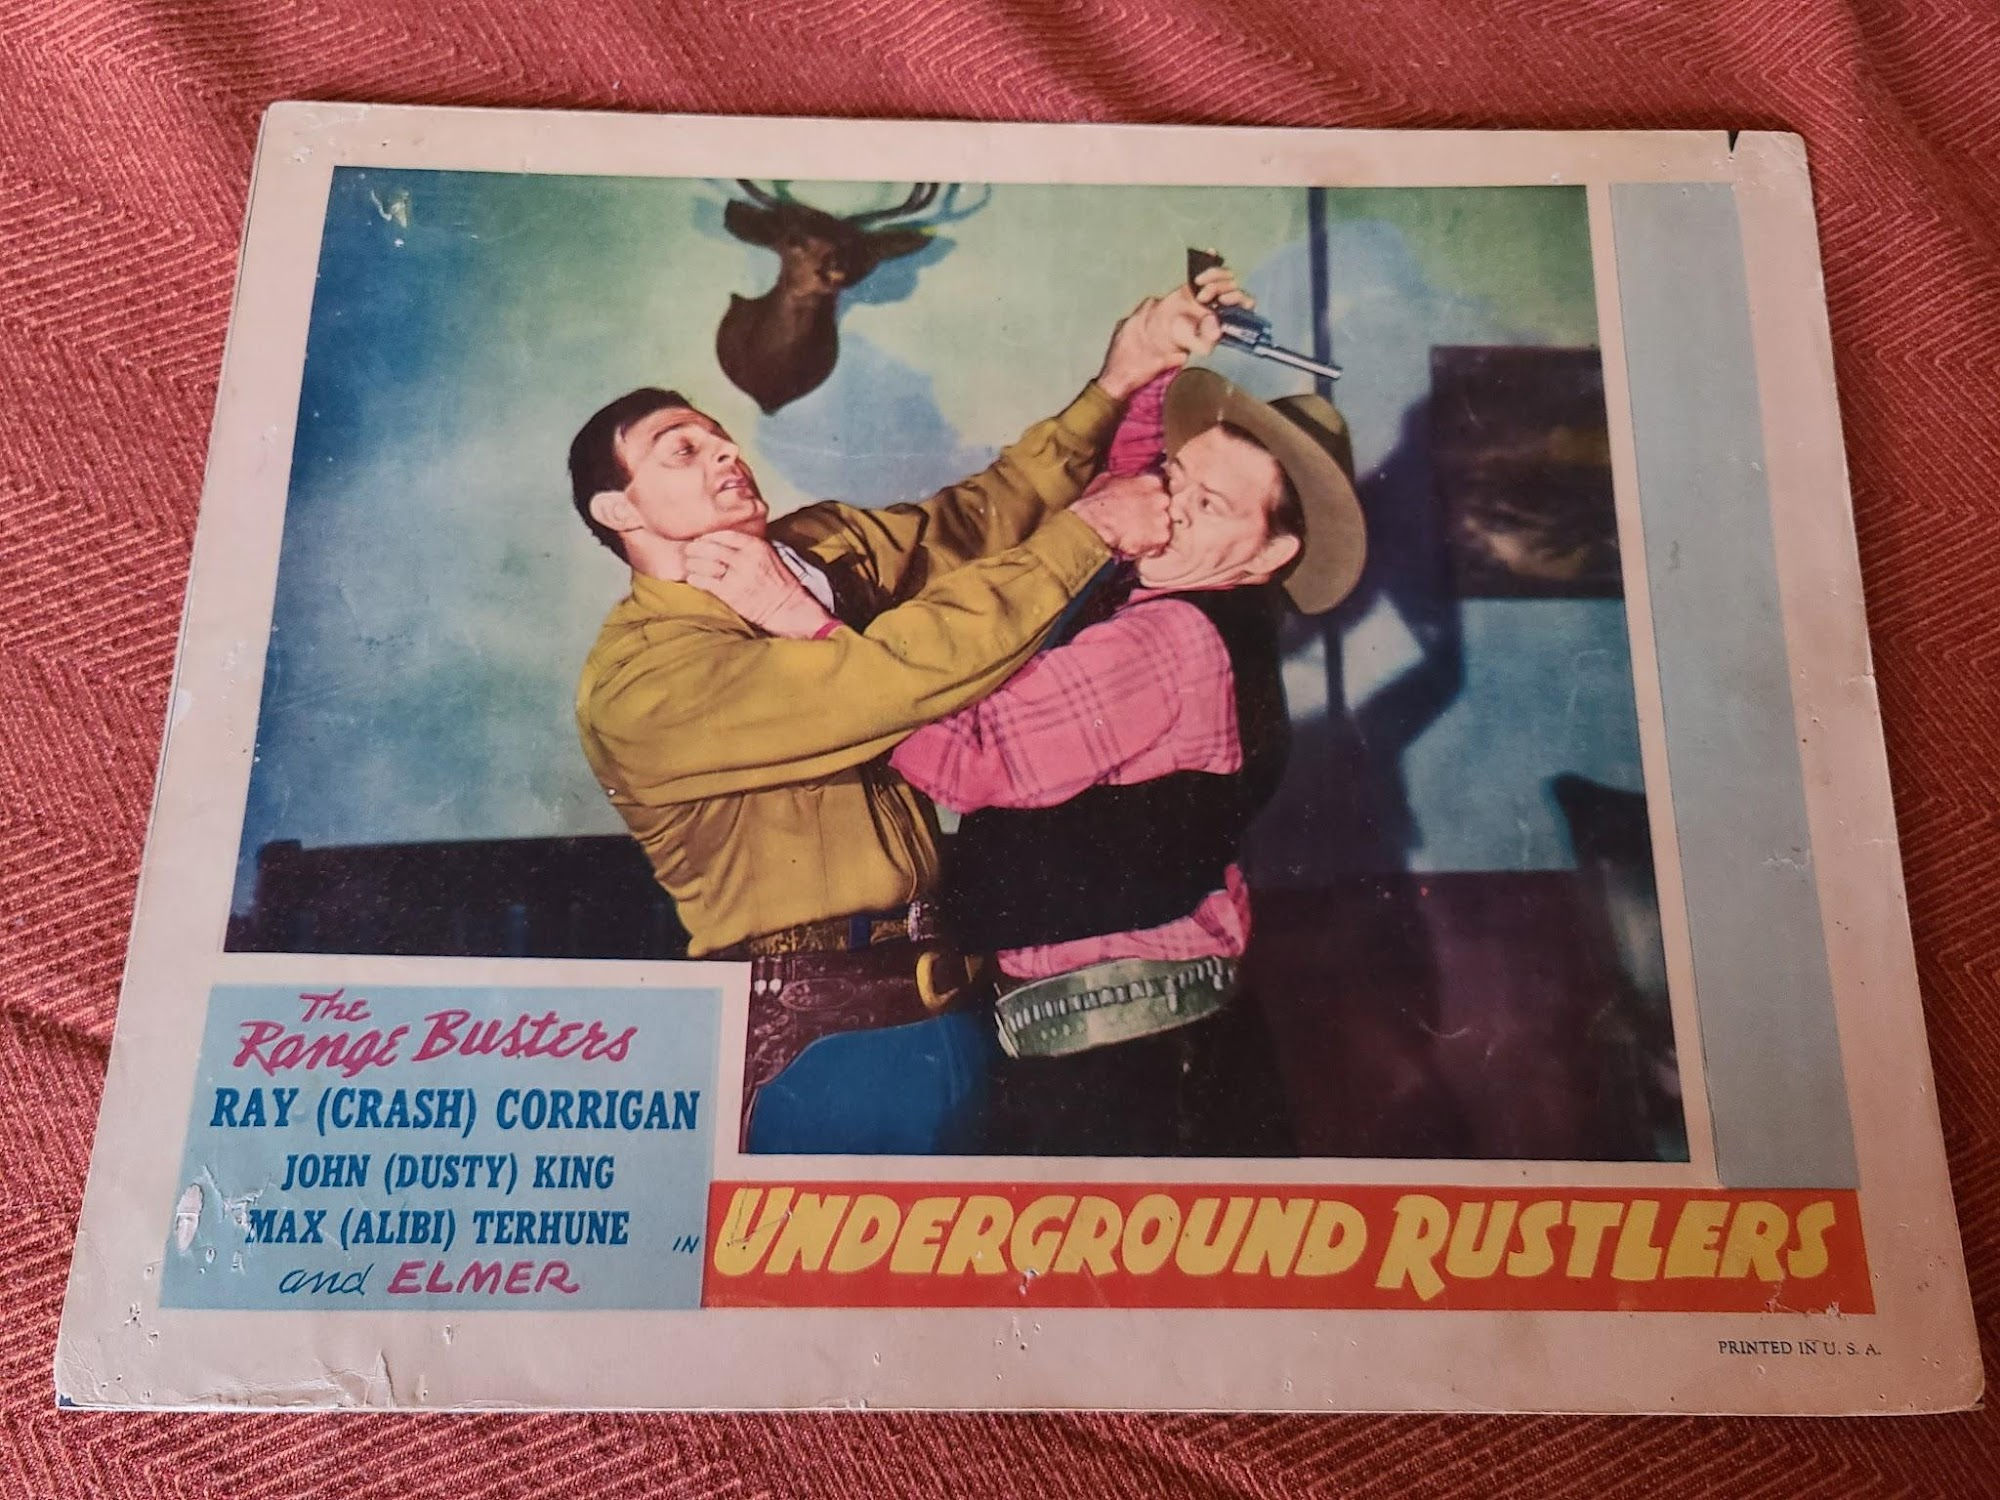 The
Range Busters
RAY (CRASH) CORRIGAN
JOHN (DUSTY) KING
MAX (ALIBI) TERHUNE
and ELMER
IN
UNDERGROUND RUSTLERS
PRINTED IN U. S. A.